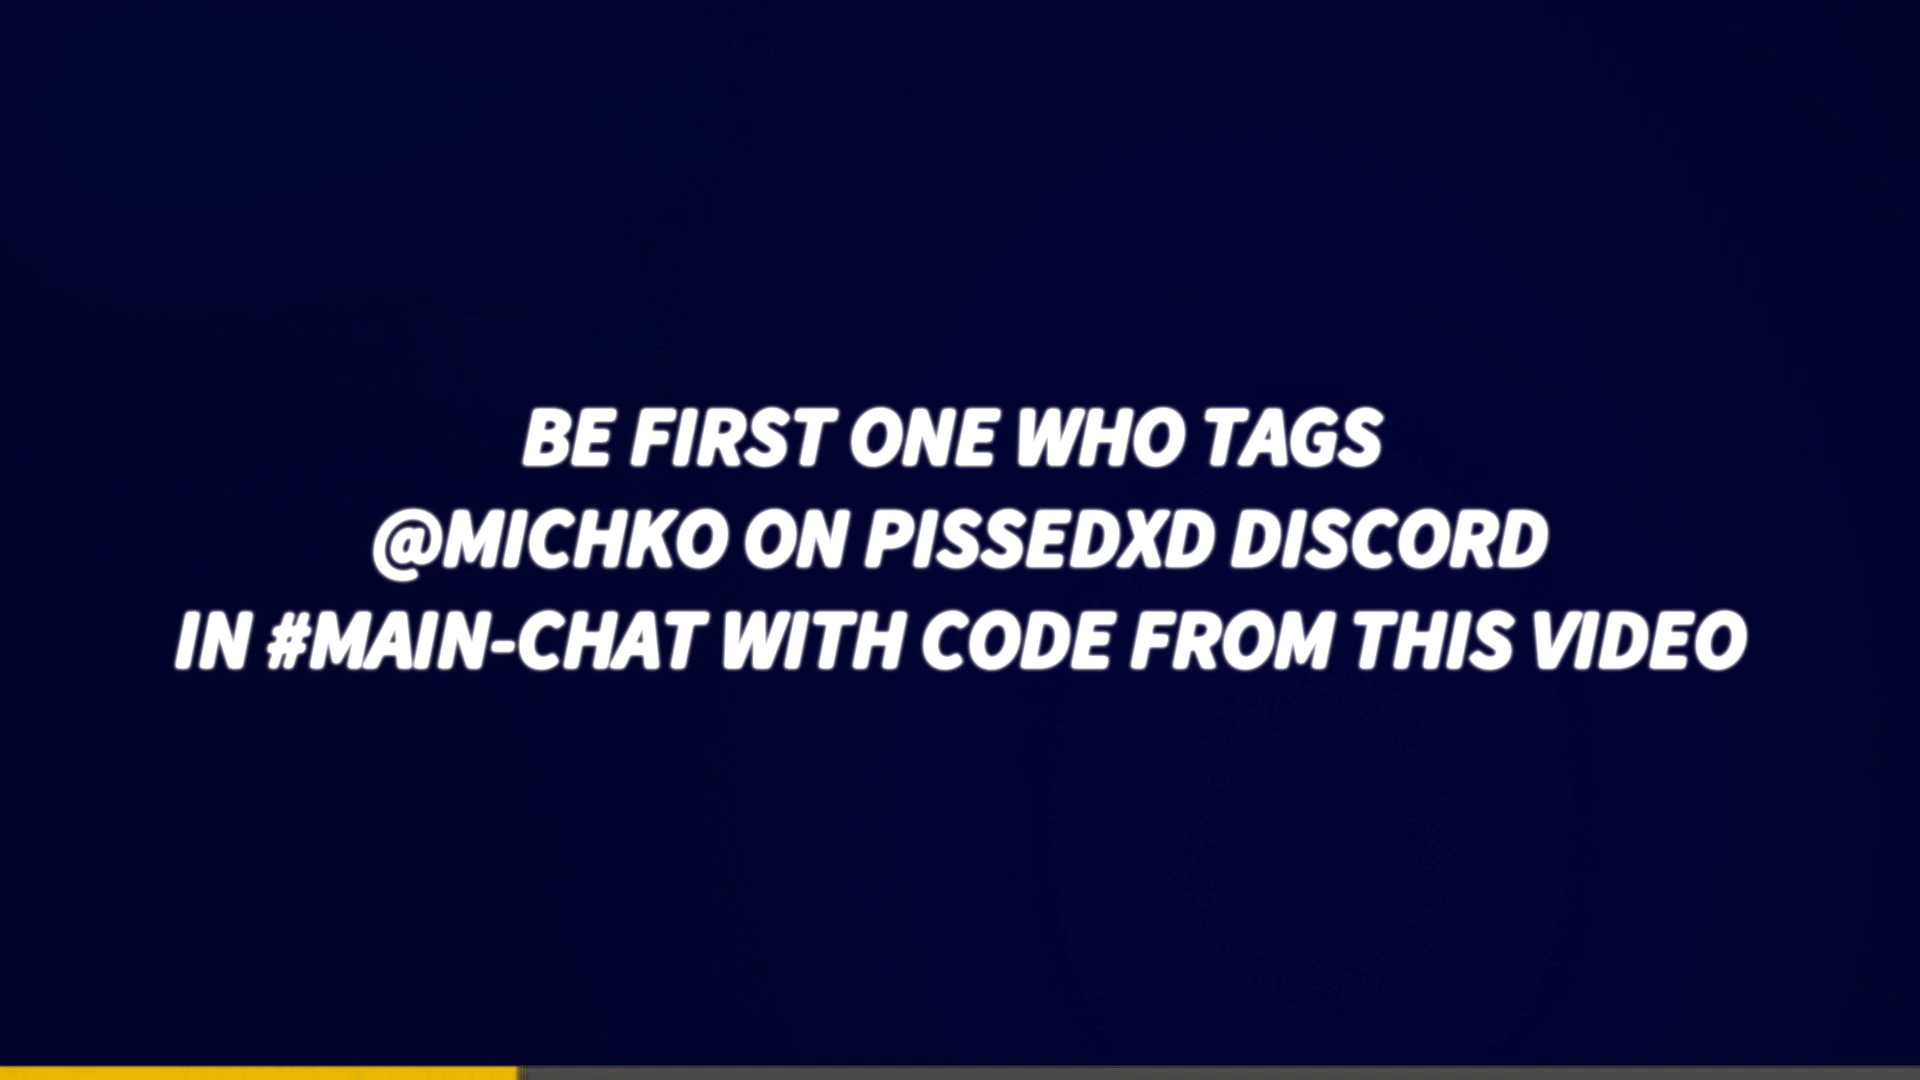 BE FIRST ONE WHO TAGS
@MICHKO ON PISSEDXD DISCORD
IN #MAIN-CHAT WITH CODE FROM THIS VIDEO